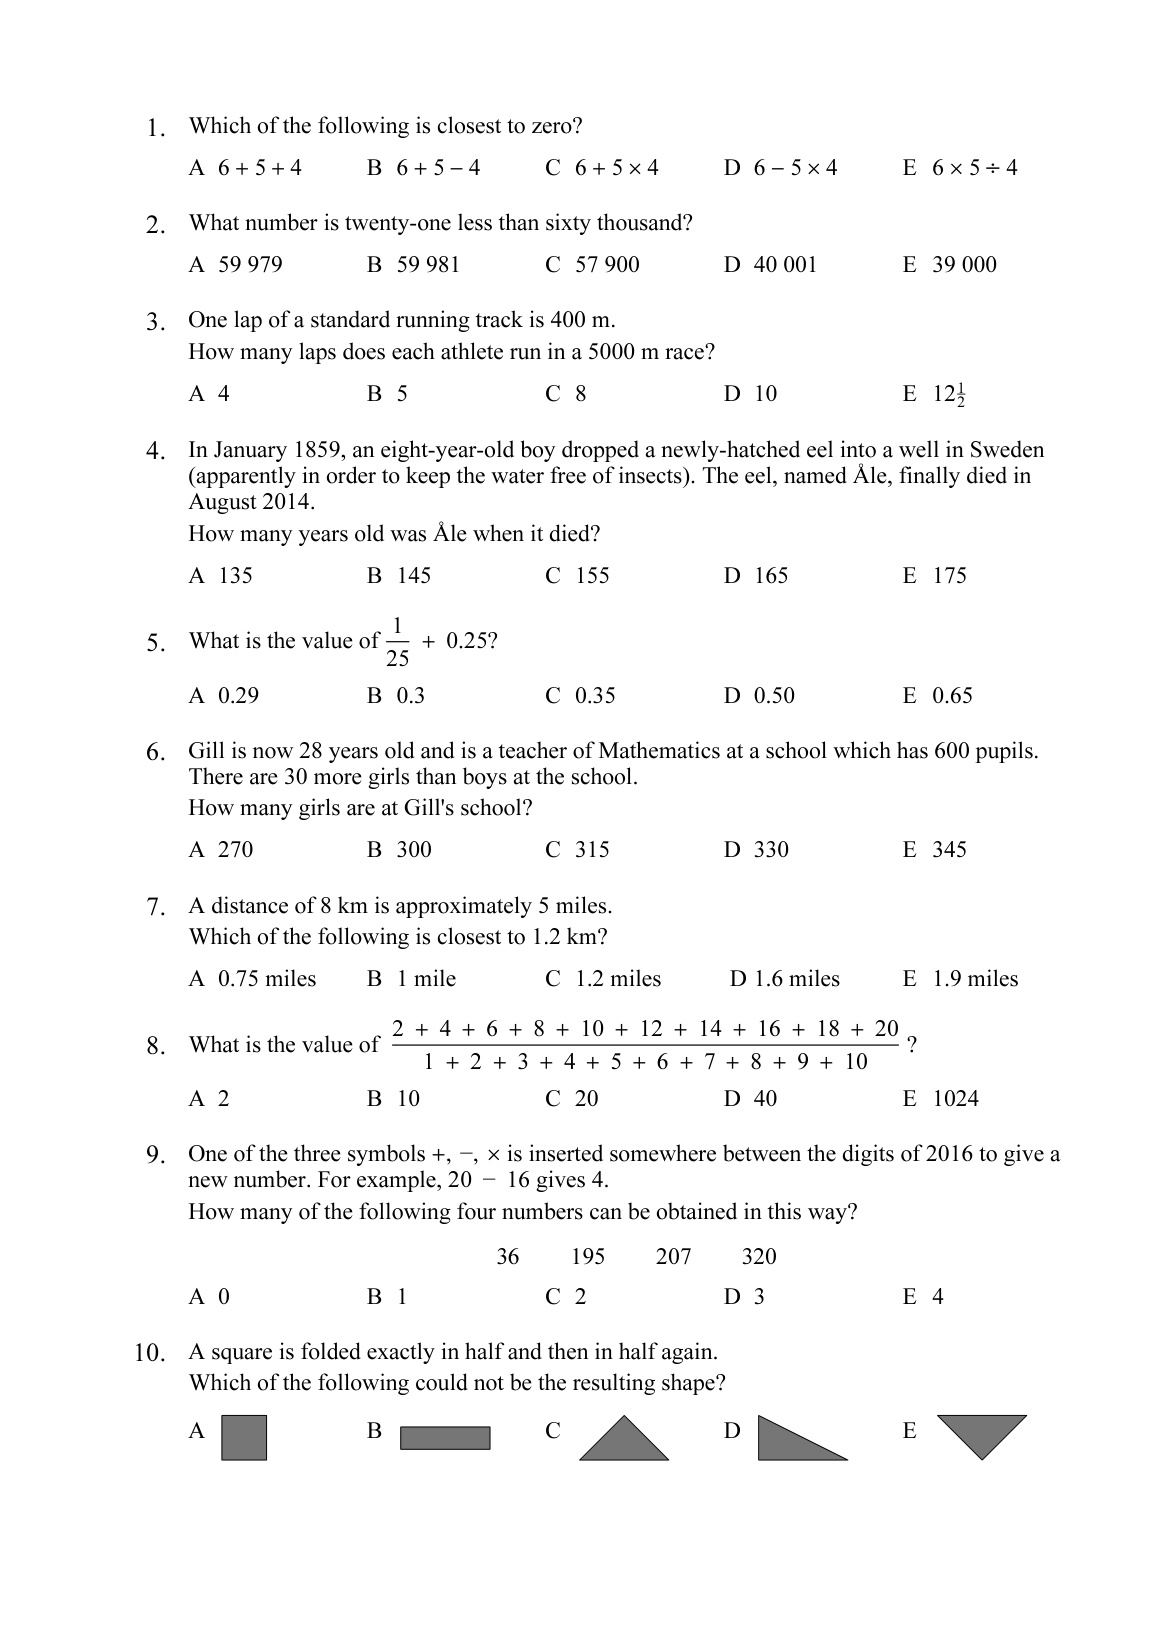 1. Which of the following is closest to zero?
A 6 + 5 + 4 B 6 + 5 − 4 C 6 + 5 × 4 D 6 − 5 × 4 E 6 × 5 ÷ 4
2. What number is twenty-one less than sixty thousand?
A 59 979 B 59 981 C 57 900 D 40 001 E 39 000
3. One lap of a standard running track is 400 m.
How many laps does each athlete run in a 5000 m race?
A 4 B 5 C 8 D 10 E 12½
4. In January 1859, an eight-year-old boy dropped a newly-hatched eel into a well in Sweden
(apparently in order to keep the water free of insects). The eel, named Åle, finally died in
August 2014.
How many years old was Åle when it died?
A 135 B 145 C 155 D 165 E 175
5. What is the value of 1/25 + 0.25?
A 0.29 B 0.3 C 0.35 D 0.50 E 0.65
6. Gill is now 28 years old and is a teacher of Mathematics at a school which has 600 pupils.
There are 30 more girls than boys at the school.
How many girls are at Gill's school?
A 270 B 300 C 315 D 330 E 345
7. A distance of 8 km is approximately 5 miles.
Which of the following is closest to 1.2 km?
A 0.75 miles B 1 mile C 1.2 miles D 1.6 miles E 1.9 miles
2 + 4 + 6 + 8 + 10 + 12 + 14 + 16 + 18 + 20
8. What is the value of ?
1 + 2 + 3 + 4 + 5 + 6 + 7 + 8 + 9 + 10
A 2 B 10 C 20 D 40 E 1024
9. One of the three symbols +, −, × is inserted somewhere between the digits of 2016 to give a
new number. For example, 20 − 16 gives 4.
How many of the following four numbers can be obtained in this way?
36 195 207 320
A 0 B 1 C 2 D 3 E 4
10. A square is folded exactly in half and then in half again.
Which of the following could not be the resulting shape?
A B C D E